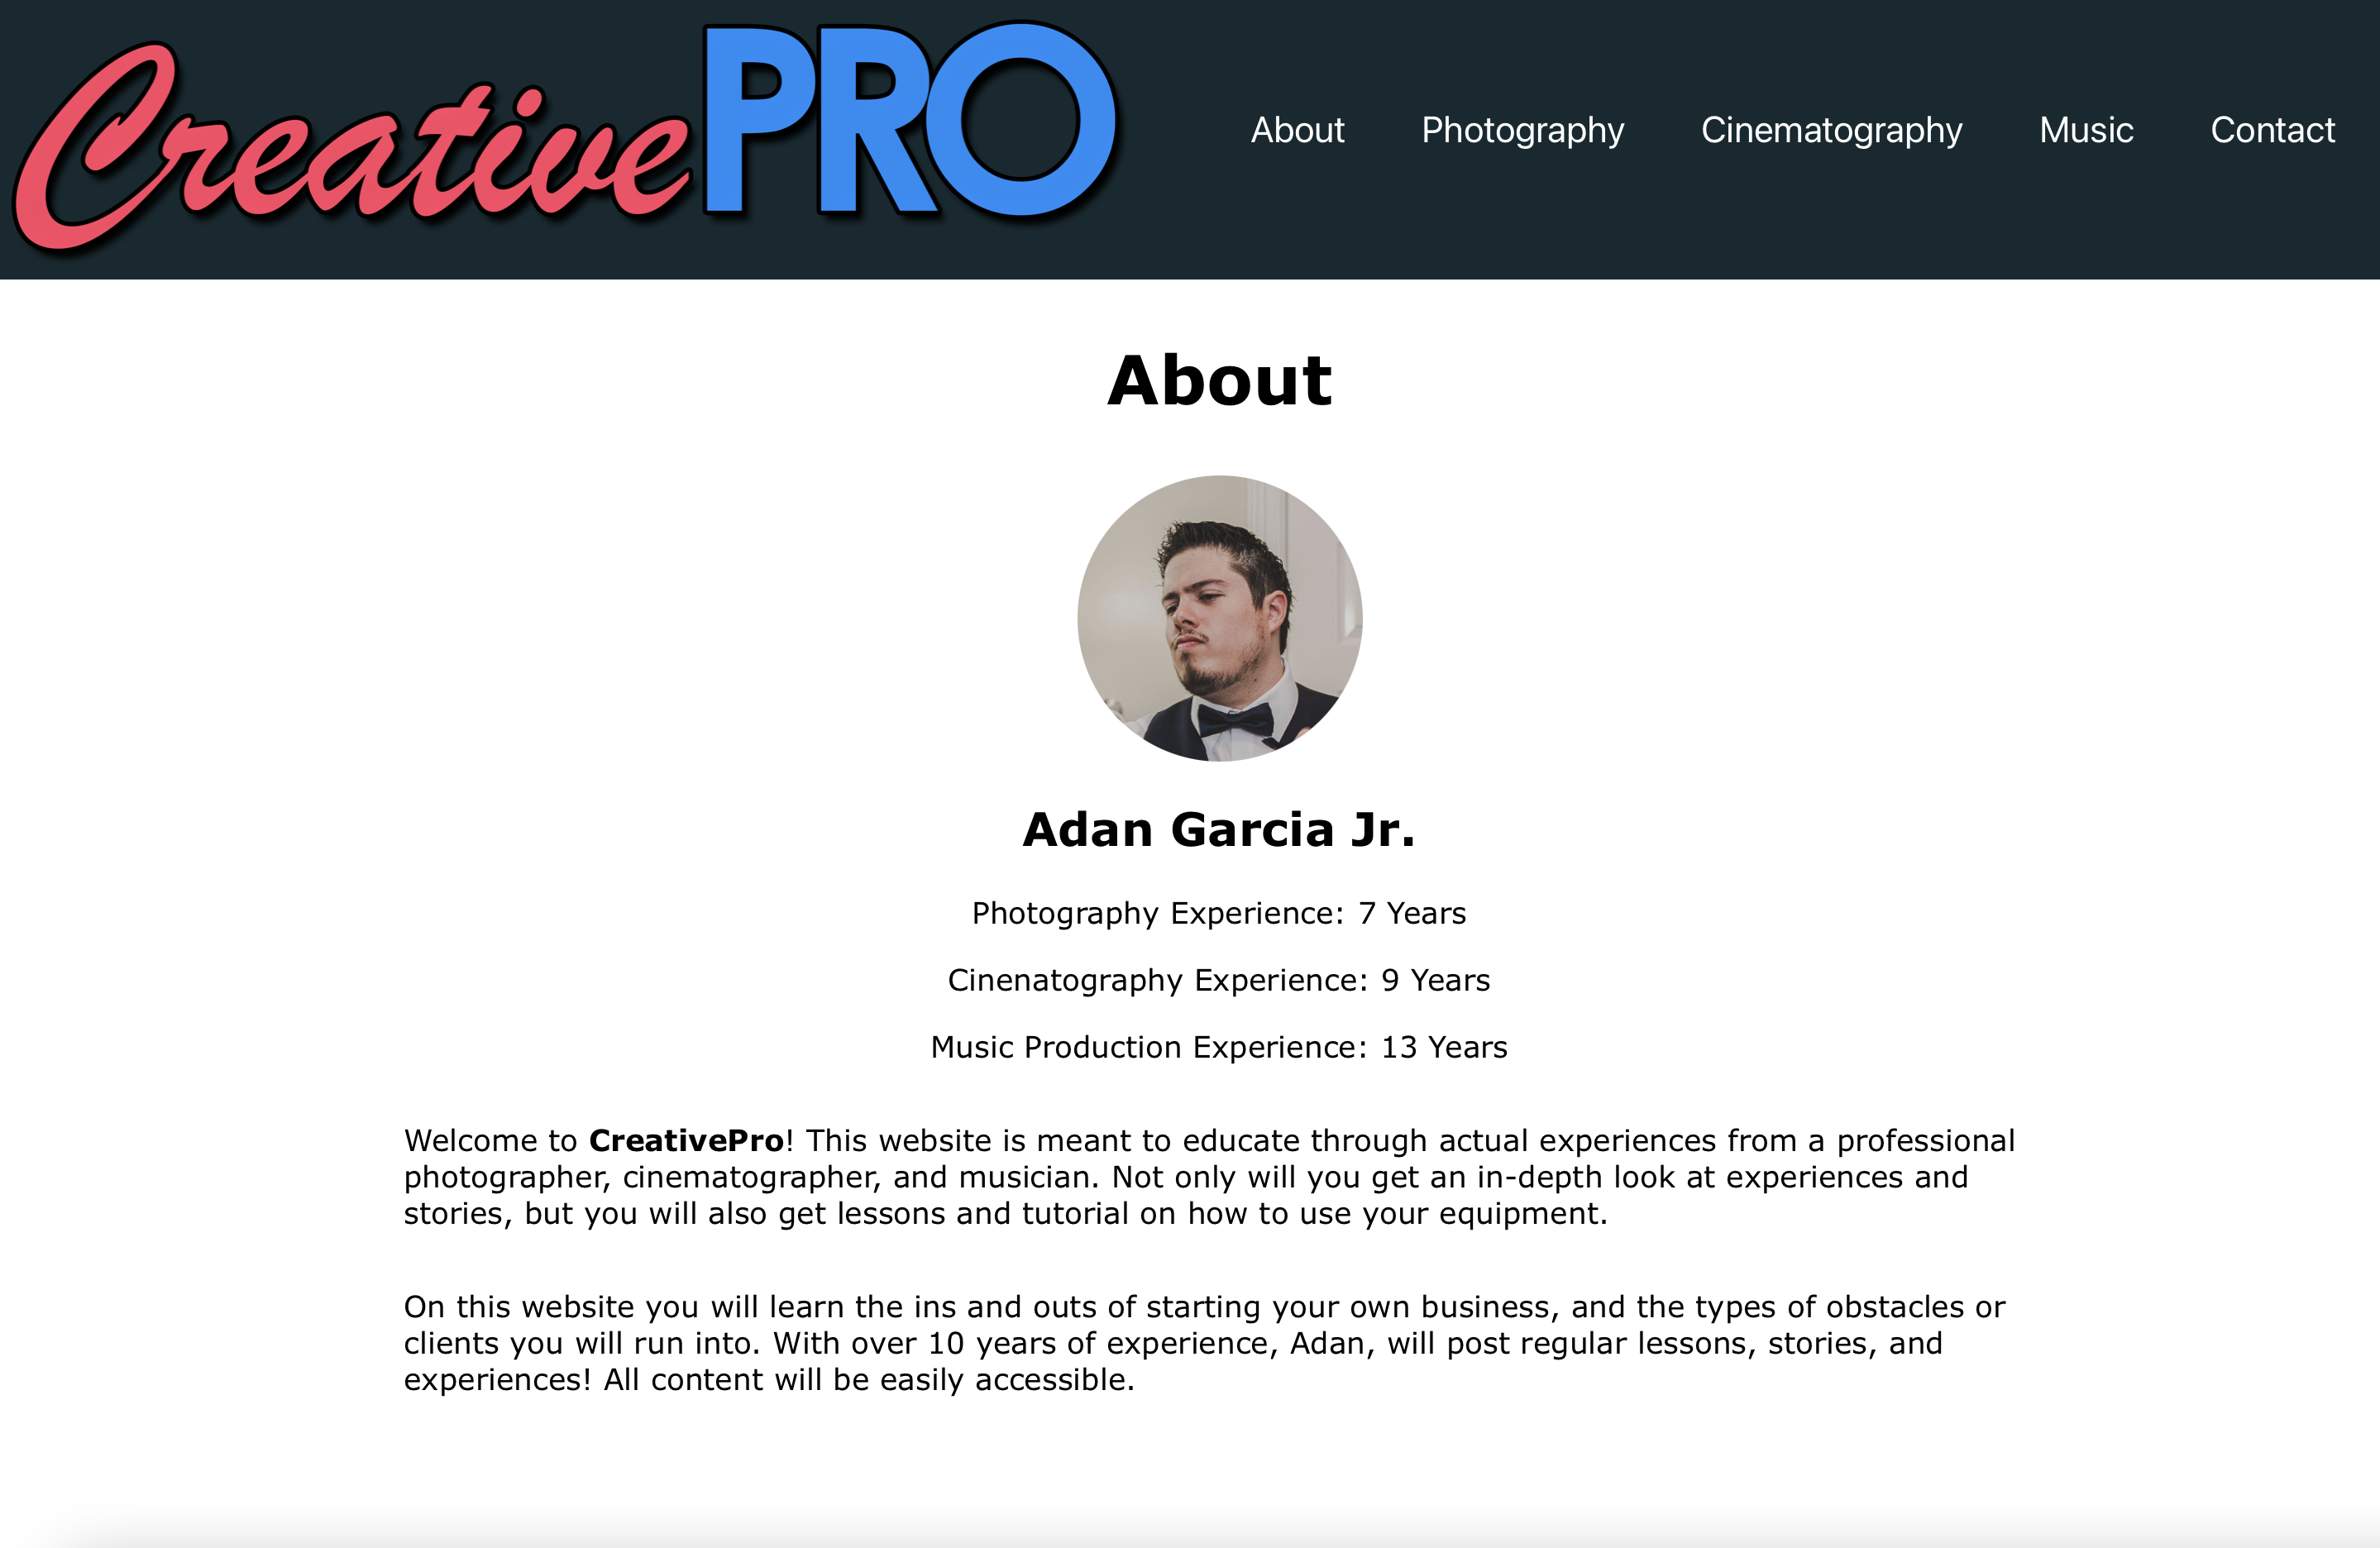 CreativePRO
About
Photography
Cinematography
Music
Contact
About
Adan Garcia Jr.
Photography Experience: 7 Years
Cinenatography Experience: 9 Years
Music Production Experience: 13 Years
Welcome to CreativePro! This website is meant to educate through actual experiences from a professional
photographer, cinematographer, and musician. Not only will you get an in-depth look at experiences and
stories, but you will also get lessons and tutorial on how to use your equipment.
On this website you will learn the ins and outs of starting your own business, and the types of obstacles or
clients you will run into. With over 10 years of experience, Adan, will post regular lessons, stories, and
experiences! All content will be easily accessible.